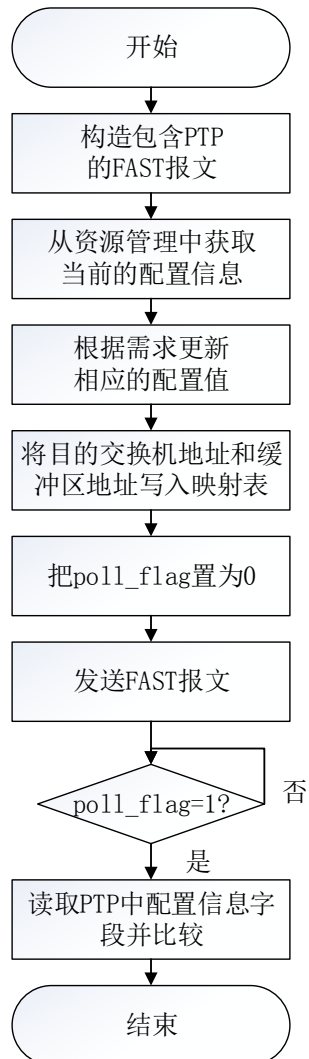 开始
构造包含PTP
的FAST报文
从资源管理中获取
当前的配置信息
根据需求更新
相应的配置值
将目的交换机地址和缓
冲区地址写入映射表
把poll_flag置为0
发送FAST报文
poll_flag=1?
否
是
读取PTP中配置信息字
段并比较
结束